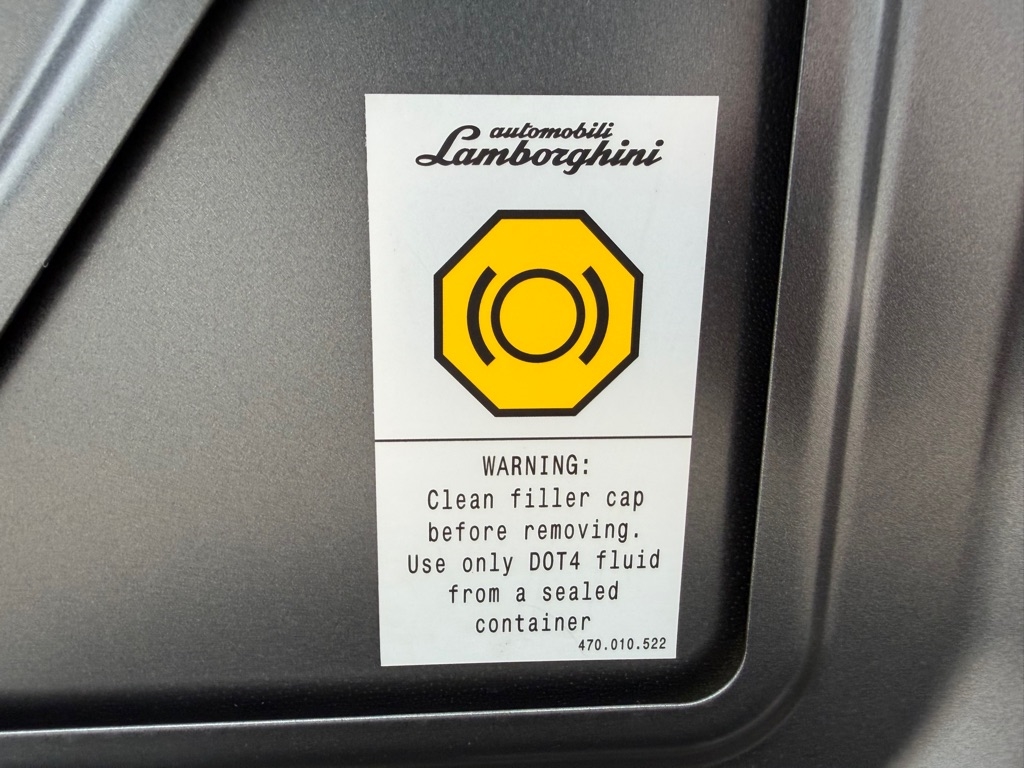 automobili
Lamborghini
WARNING:
Clean filler cap
before removing.
Use only DOT4 fluid
from a sealed
container
470.010.522